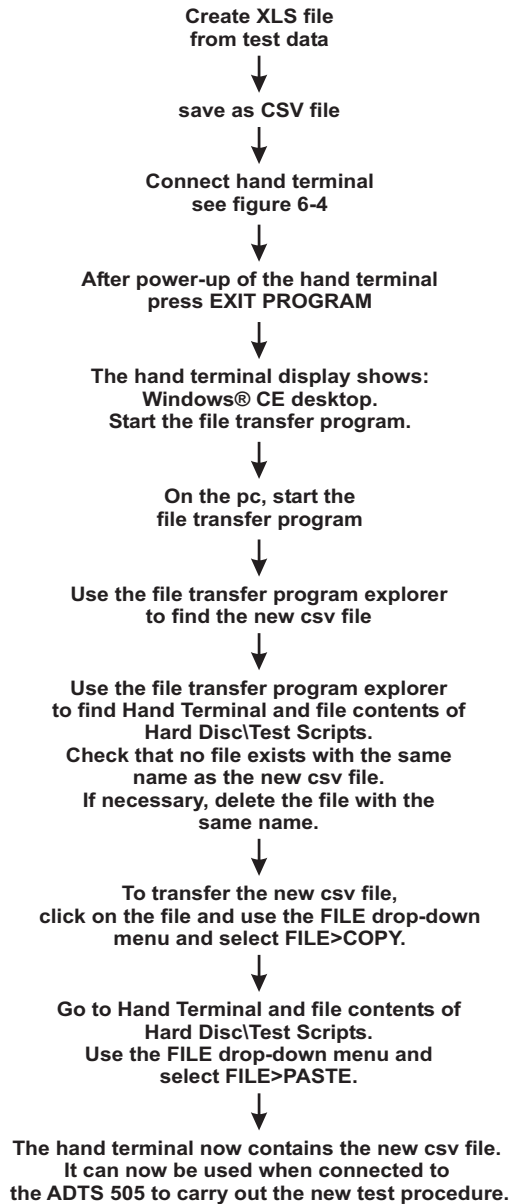 Create XLS file
from test data
save as CSV file
Connect hand terminal
see figure 6-4
After power-up of the hand terminal
press EXIT PROGRAM
The hand terminal display shows:
Windows® CE desktop.
Start the file transfer program.
On the pc, start the
file transfer program
Use the file transfer program explorer
to find the new csv file
Use the file transfer program explorer
to find Hand Terminal and file contents of
Hard Disc\Test Scripts.
Check that no file exists with the same
name as the new csv file.
If necessary, delete the file with the
same name.
To transfer the new csv file,
click on the file and use the FILE drop-down
menu and select FILE>COPY.
Go to Hand Terminal and file contents of
Hard Disc\Test Scripts.
Use the FILE drop-down menu and
select FILE>PASTE.
The hand terminal now contains the new csv file.
It can now be used when connected to
the ADTS 505 to carry out the new test procedure.